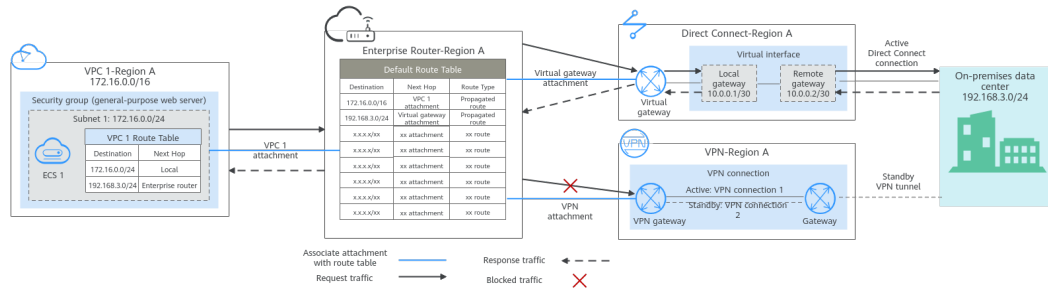 VPC 1-Region A
172.16.0.0/16
Security group (general-purpose web server)
Subnet 1: 172.16.0.0/24
ECS 1
VPC 1 Route Table
Destination Next Hop
172.16.0.0/24 Local
192.168.3.0/24 Enterprise router
VPC 1
attachment
Enterprise Router-Region A
Default Route Table
Destination Next Hop Route Type
172.16.0.0/16 VPC 1 attachment Propagated route
192.168.3.0/24 Virtual gateway attachment Propagated route
x.x.x.x/xx xx attachment xx route
x.x.x.x/xx xx attachment xx route
x.x.x.x/xx xx attachment xx route
x.x.x.x/xx xx attachment xx route
x.x.x.x/xx xx attachment xx route
x.x.x.x/xx xx attachment xx route
Virtual gateway
attachment
VPN
attachment
Direct Connect-Region A
Virtual interface
Virtual
gateway
Local
gateway
10.0.0.1/30
Remote
gateway
10.0.0.2/30
Active
Direct Connect
connection
On-premises data
center
192.168.3.0/24
VPN
VPN-Region A
VPN connection
Active: VPN connection 1
Standby: VPN connection
2
VPN gateway
Gateway
Standby
VPN tunnel
Associate attachment
with route table
Response traffic
Request traffic
Blocked traffic